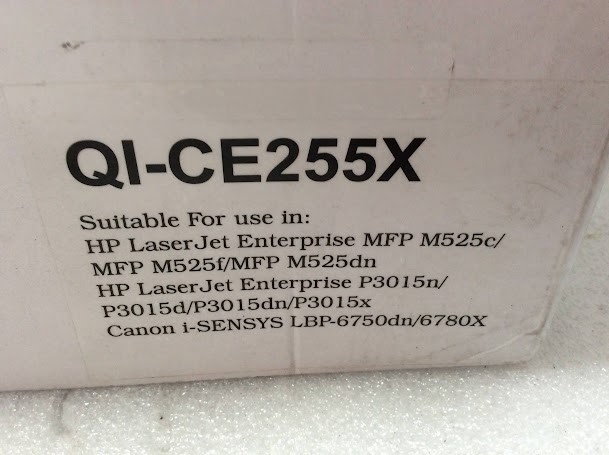 QI-CE255X
Suitable For use in:
HP LaserJet Enterprise MFP M525c/
MFP M525f/MFP M525dn
HP LaserJet Enterprise P3015n/
P3015d/P3015dn/P3015x
Canon i-SENSYS LBP-6750dn/6780X